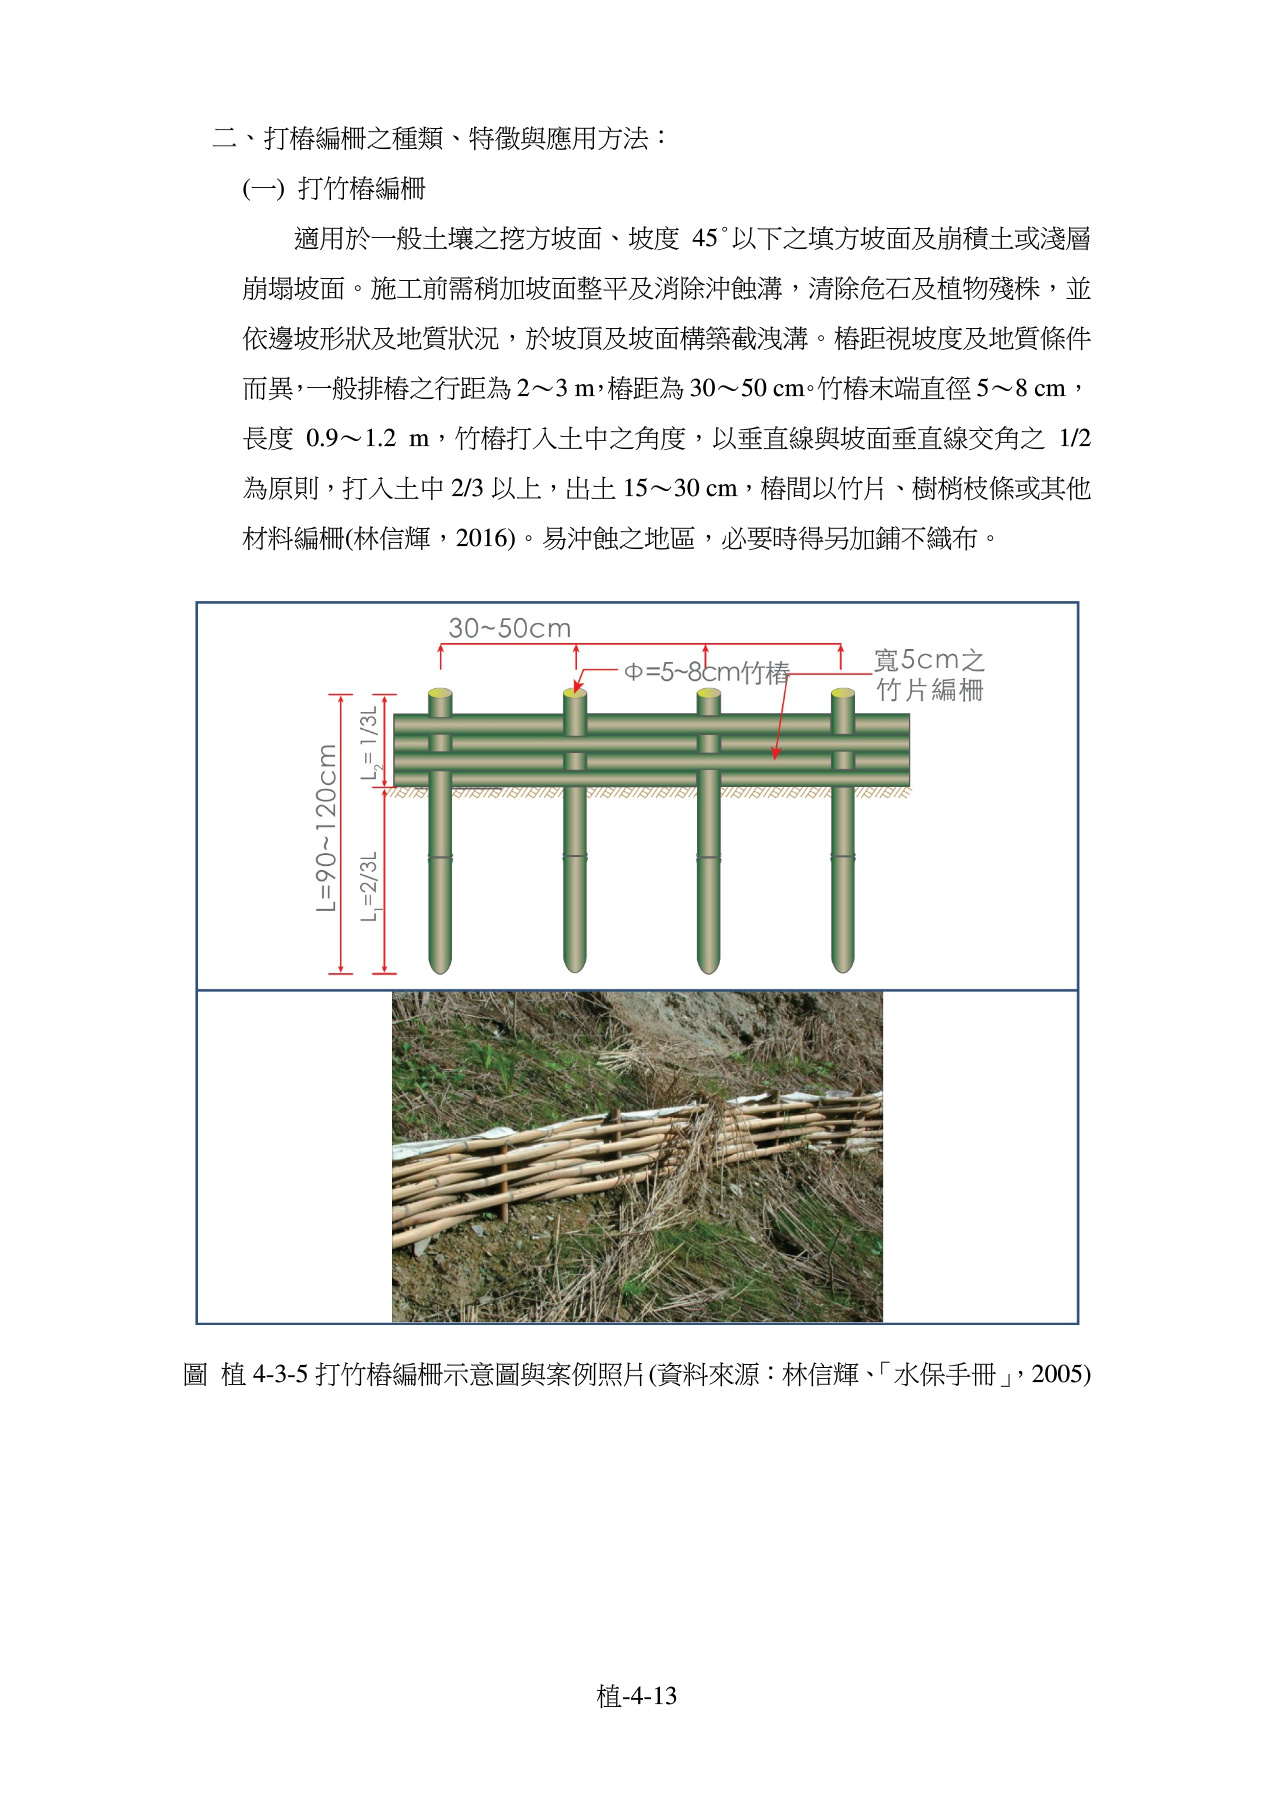 二、打樁編柵之種類、特徵與應用方法：
(一) 打竹樁編柵
適用於一般土壤之挖方坡面、坡度 45°以下之填方坡面及崩積土或淺層
崩塌坡面。施工前需稍加坡面整平及消除沖蝕溝，清除危石及植物殘株，並
依邊坡形狀及地質狀況，於坡頂及坡面構築截洩溝。樁距視坡度及地質條件
而異，一般排樁之行距為 2～3 m，樁距為 30～50 cm。竹樁末端直徑 5～8 cm，
長度 0.9～1.2 m，竹樁打入土中之角度，以垂直線與坡面垂直線交角之 1/2
為原則，打入土中 2/3 以上，出土 15～30 cm，樁間以竹片、樹梢枝條或其他
材料編柵(林信輝，2016)。易沖蝕之地區，必要時得另加鋪不織布。
30~50cm
Φ=5~8cm竹樁
寬5cm之
竹片編柵
L=90~120cm
L2= 1/3L
L1=2/3L
圖 植 4-3-5 打竹樁編柵示意圖與案例照片(資料來源：林信輝、「水保手冊」，2005)
植-4-13